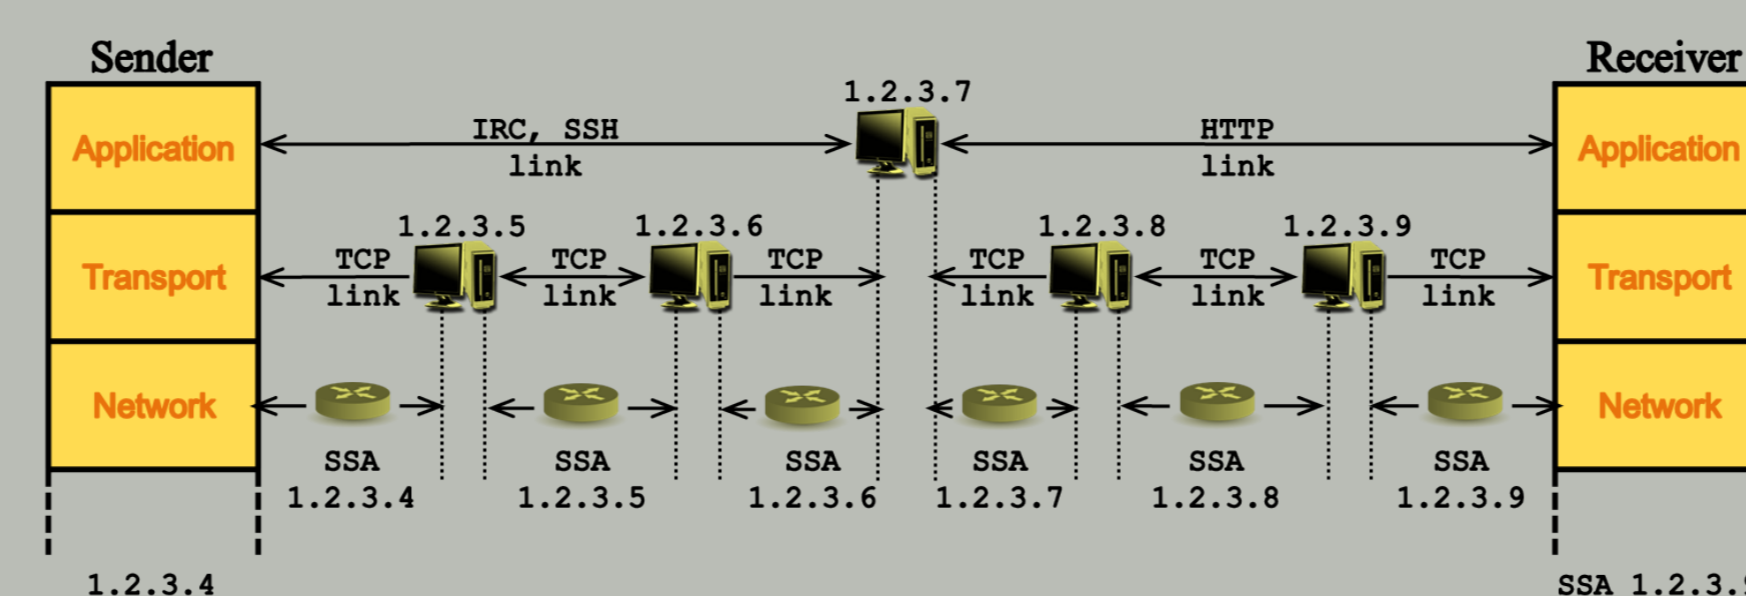 Sender
Receiver
1.2.3.7
Application
IRC, SSH
link
HTTP
link
Application
1.2.3.5
1.2.3.6
1.2.3.8
1.2.3.9
Transport
TCP
link
TCP
link
TCP
link
TCP
link
TCP
link
TCP
link
Transport
Network
Network
SSA
1.2.3.4
SSA
1.2.3.5
SSA
1.2.3.6
SSA
1.2.3.7
SSA
1.2.3.8
SSA
1.2.3.9
1.2.3.4
SSA 1.2.3.9